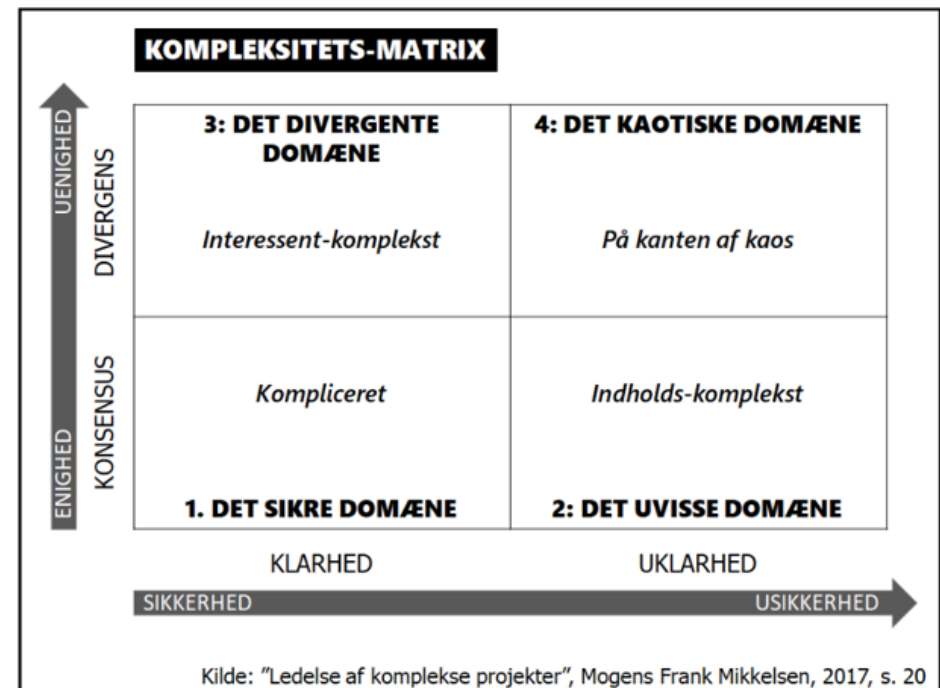 KOMPLEKSITETS-MATRIX
UENIGHED
DIVERGENS
3: DET DIVERGENTE
DOMÆNE
Interessent-komplekst
4: DET KAOTISKE DOMÆNE
På kanten af kaos
ENIGHED
KONSENSUS
Kompliceret
1. DET SIKRE DOMÆNE
Indholds-komplekst
2: DET UVISSE DOMÆNE
KLARHED
UKLARHED
SIKKERHED
USIKKERHED
Kilde: ”Ledelse af komplekse projekter”, Mogens Frank Mikkelsen, 2017, s. 20